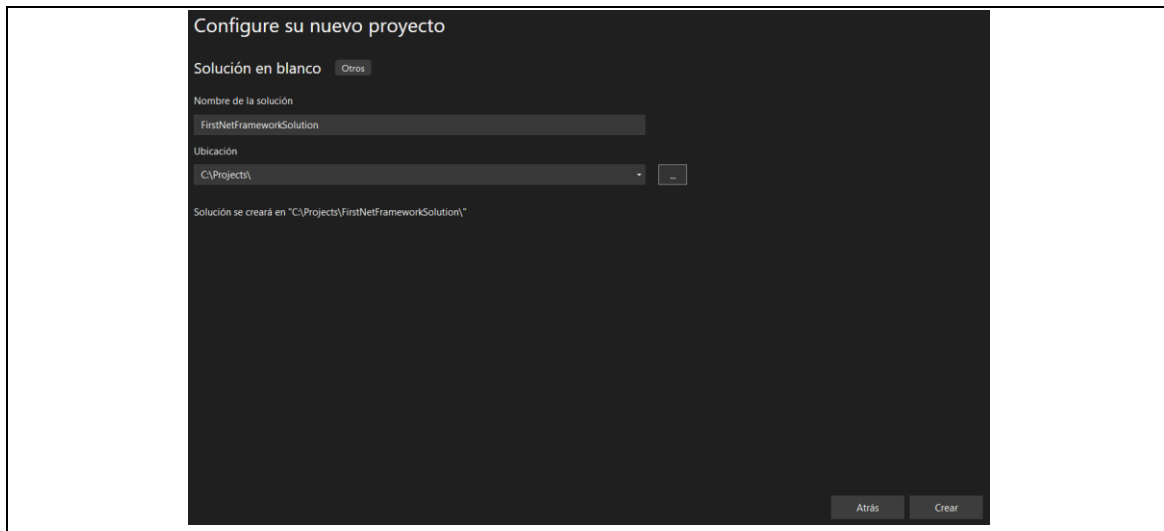 Configure su nuevo proyecto
Solución en blanco Otros
Nombre de la solución
FirstNetFrameworkSolution
Ubicación
C:\Projects\
...
Solución se creará en "C:\Projects\FirstNetFrameworkSolution\"
Atrás Crear